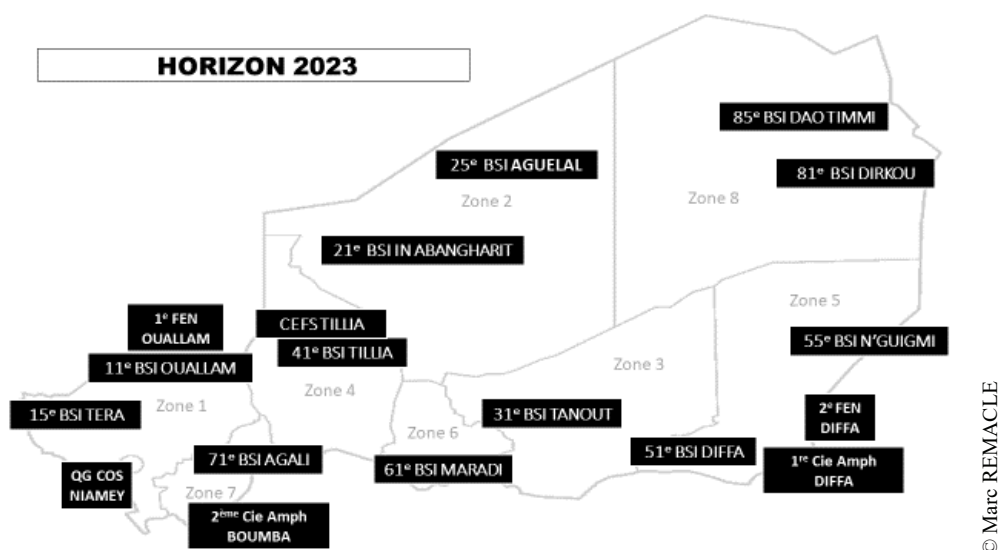 HORIZON 2023
85ᵉ BSI DAO TIMMI
25ᵉ BSI AGUELAL
81ᵉ BSI DIRKOU
Zone 2
Zone 8
21ᵉ BSI IN ABANGHARIT
Zone 5
1ᵉ FEN
OUALLAM
CEFS TILLIA
55ᵉ BSI N'GUIGMI
41ᵉ BSI TILLIA
11ᵉ BSI OUALLAM
Zone 3
Zone 4
Zone 1
15ᵉ BSI TERA
31ᵉ BSI TANOUT
2ᵉ FEN
DIFFA
Zone 6
51ᵉ BSI DIFFA
71ᵉ BSI AGALI
61ᵉ BSI MARADI
1ʳᵉ Cie Amph
DIFFA
QG COS
NIAMEY
Zone 7
2ᵉᵐᵉ Cie Amph
BOUMBA
© Marc REMACLE